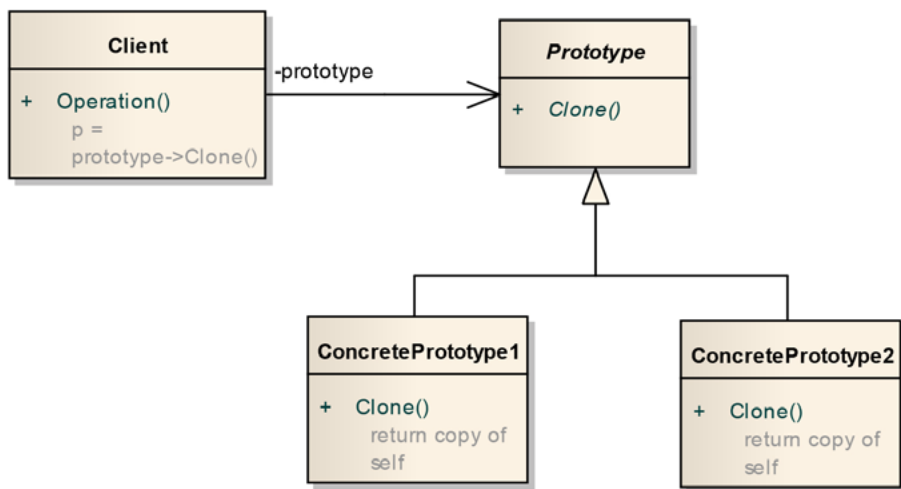 Client
+ Operation()
p =
prototype->Clone()
-prototype
Prototype
+ Clone()
ConcretePrototype1
+ Clone()
return copy of
self
ConcretePrototype2
+ Clone()
return copy of
self